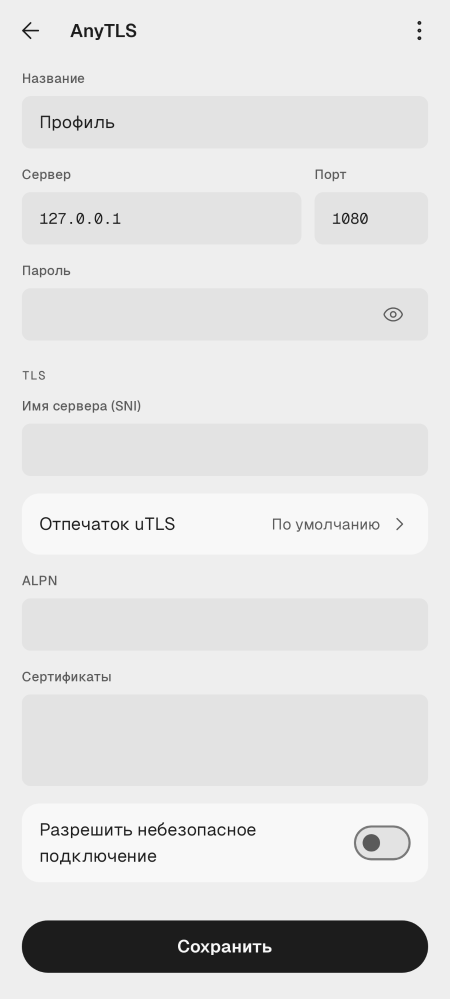 AnyTLS
Название
Профиль
Сервер
Порт
127.0.0.1
1080
Пароль
TLS
Имя сервера (SNI)
Отпечаток uTLS
По умолчанию
ALPN
Сертификаты
Разрешить небезопасное
подключение
Сохранить